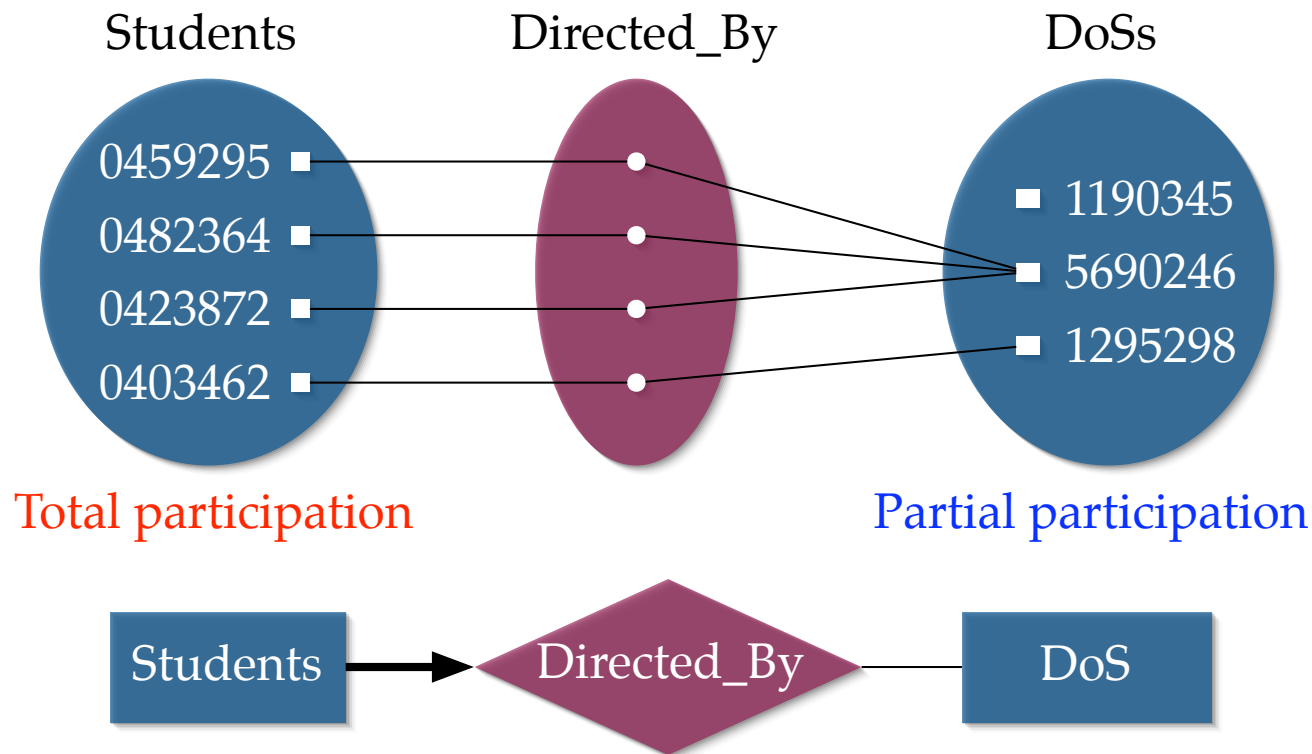 Students
Directed_By
DoSs
0459295
0482364
0423872
0403462
1190345
5690246
1295298
Total participation
Partial participation
Students
Directed_By
DoS